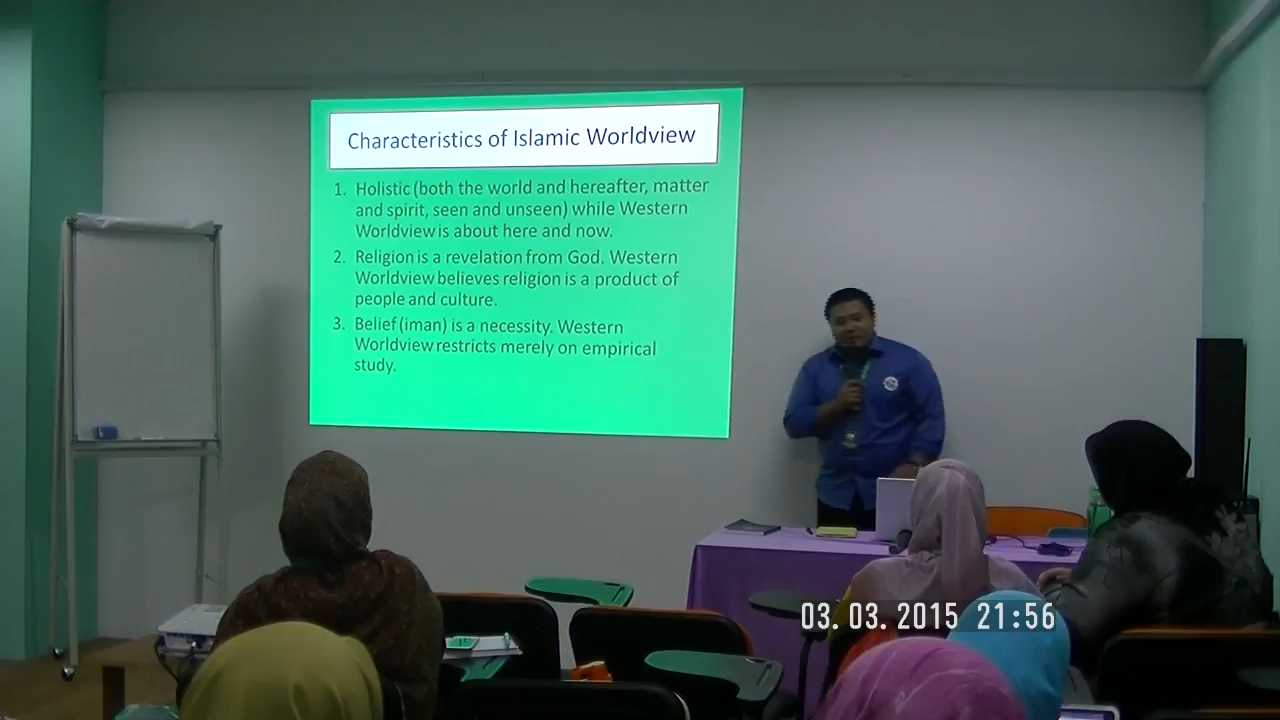 Characteristics of Islamic Worldview
1. Holistic (both the world and hereafter, matter
and spirit, seen and unseen) while Western
Worldview is about here and now.
2. Religion is a revelation from God. Western
Worldview believes religion is a product of
people and culture.
3. Belief (iman) is a necessity. Western
Worldview restricts merely on empirical
study.
03. 03. 2015 21:56